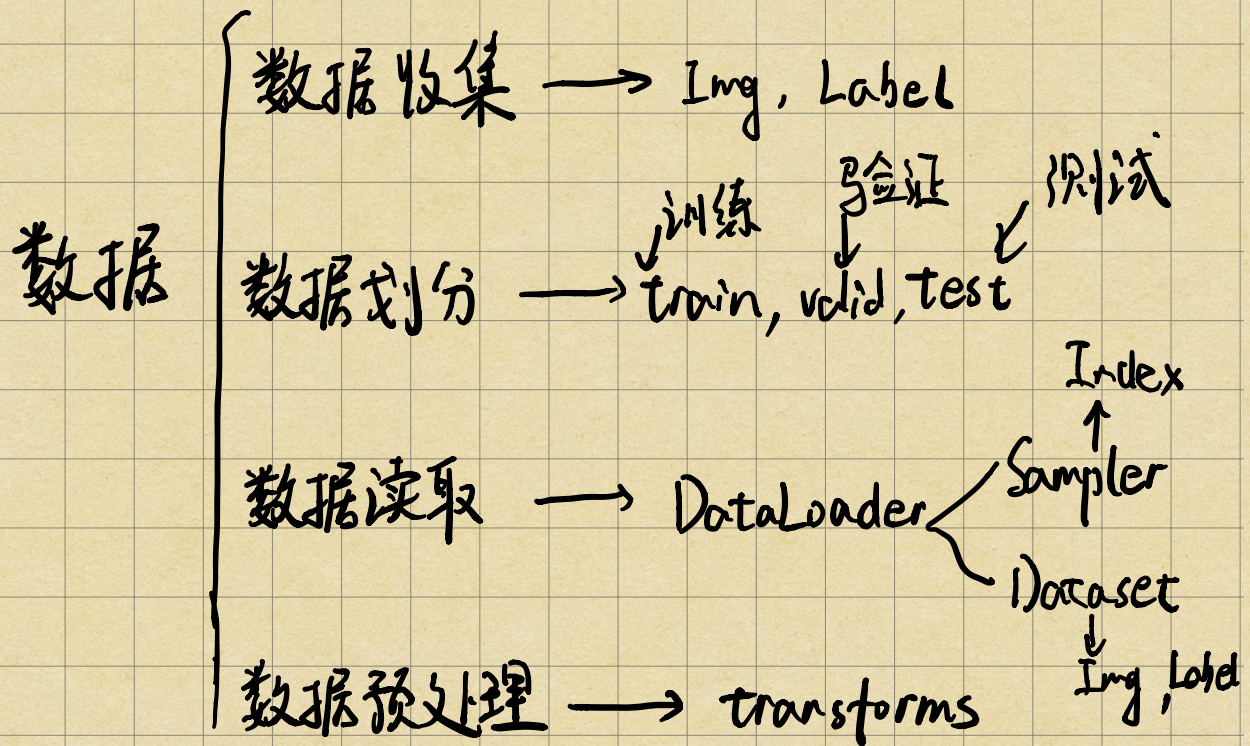 数据
数据收集 → Img, Label
训练 验证 测试
数据划分 → train, valid, test
Index
Sampler
数据读取 → DataLoader
Dataset
Img, Label
数据预处理 → transforms